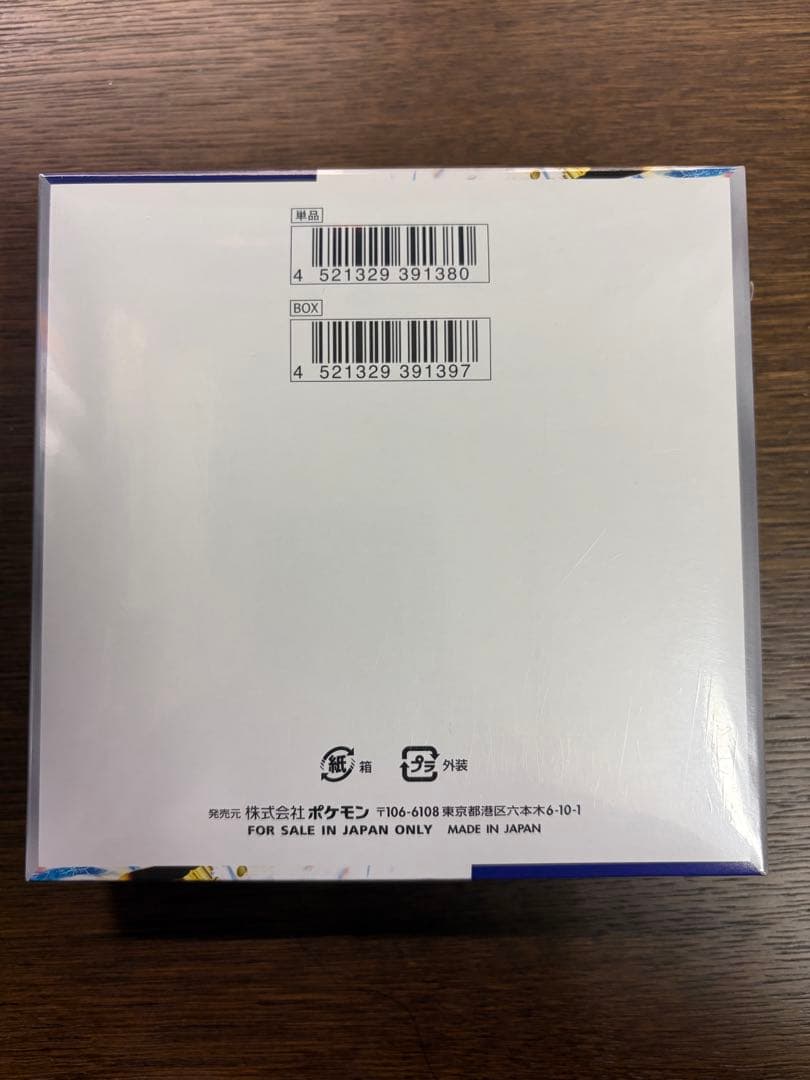 単品
4 521329 391380
BOX
4 521329 391397
紙 箱 プラ 外装
発売元 株式会社ポケモン 〒106-6108 東京都港区六本木6-10-1
FOR SALE IN JAPAN ONLY MADE IN JAPAN